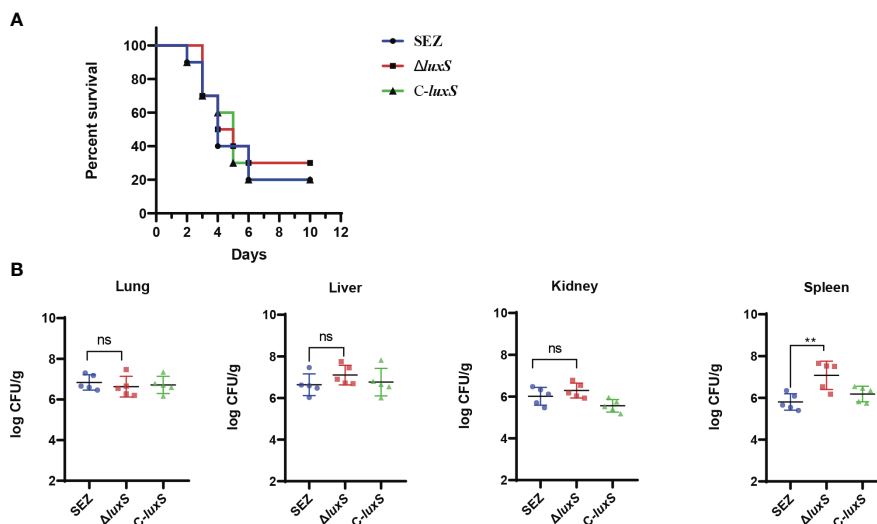 A
SEZ
ΔluxS
C-luxS
Percent survival
100
80
60
40
20
0
0 2 4 6 8 10 12
Days
B
Lung
log CFU/g
10
8
6
4
2
ns
SEZ ΔluxS C-luxS
Liver
log CFU/g
10
8
6
4
2
ns
SEZ ΔluxS C-luxS
Kidney
log CFU/g
10
8
6
4
2
ns
SEZ ΔluxS C-luxS
Spleen
log CFU/g
10
8
6
4
2
**
SEZ ΔluxS C-luxS